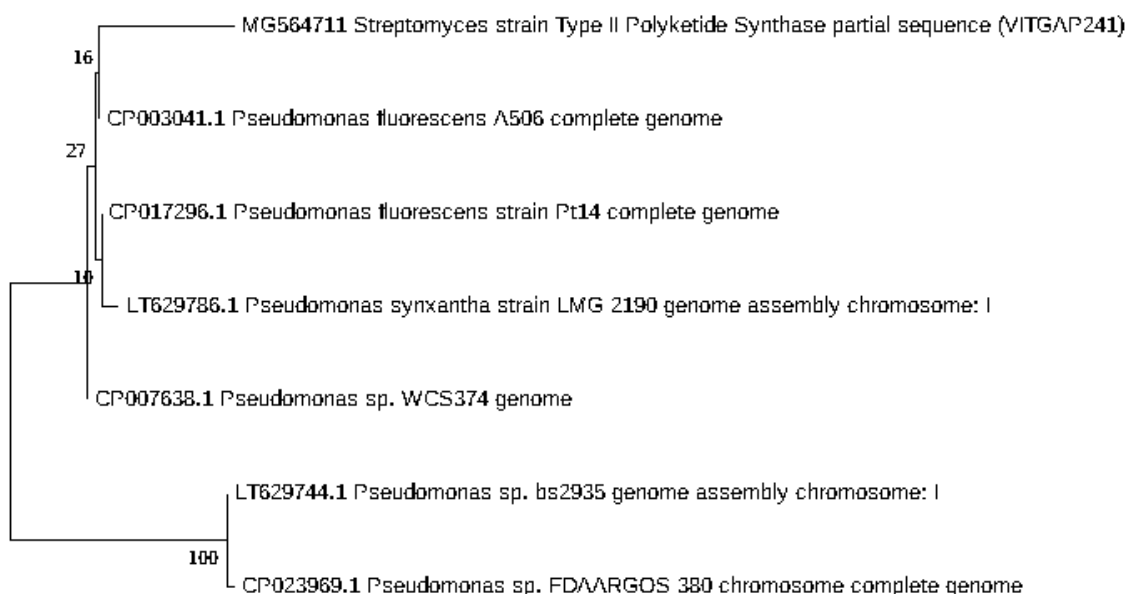 MG564711 Streptomyces strain Type II Polyketide Synthase partial sequence (VITGAP241)
16
CP003041.1 Pseudomonas fluorescens A506 complete genome
27
CP017296.1 Pseudomonas fluorescens strain Pt14 complete genome
10
LT629786.1 Pseudomonas synxantha strain LMG 2190 genome assembly chromosome: I
CP007638.1 Pseudomonas sp. WCS374 genome
LT629744.1 Pseudomonas sp. bs2935 genome assembly chromosome: I
100
CP023969.1 Pseudomonas sp. FDAARGOS 380 chromosome complete genome